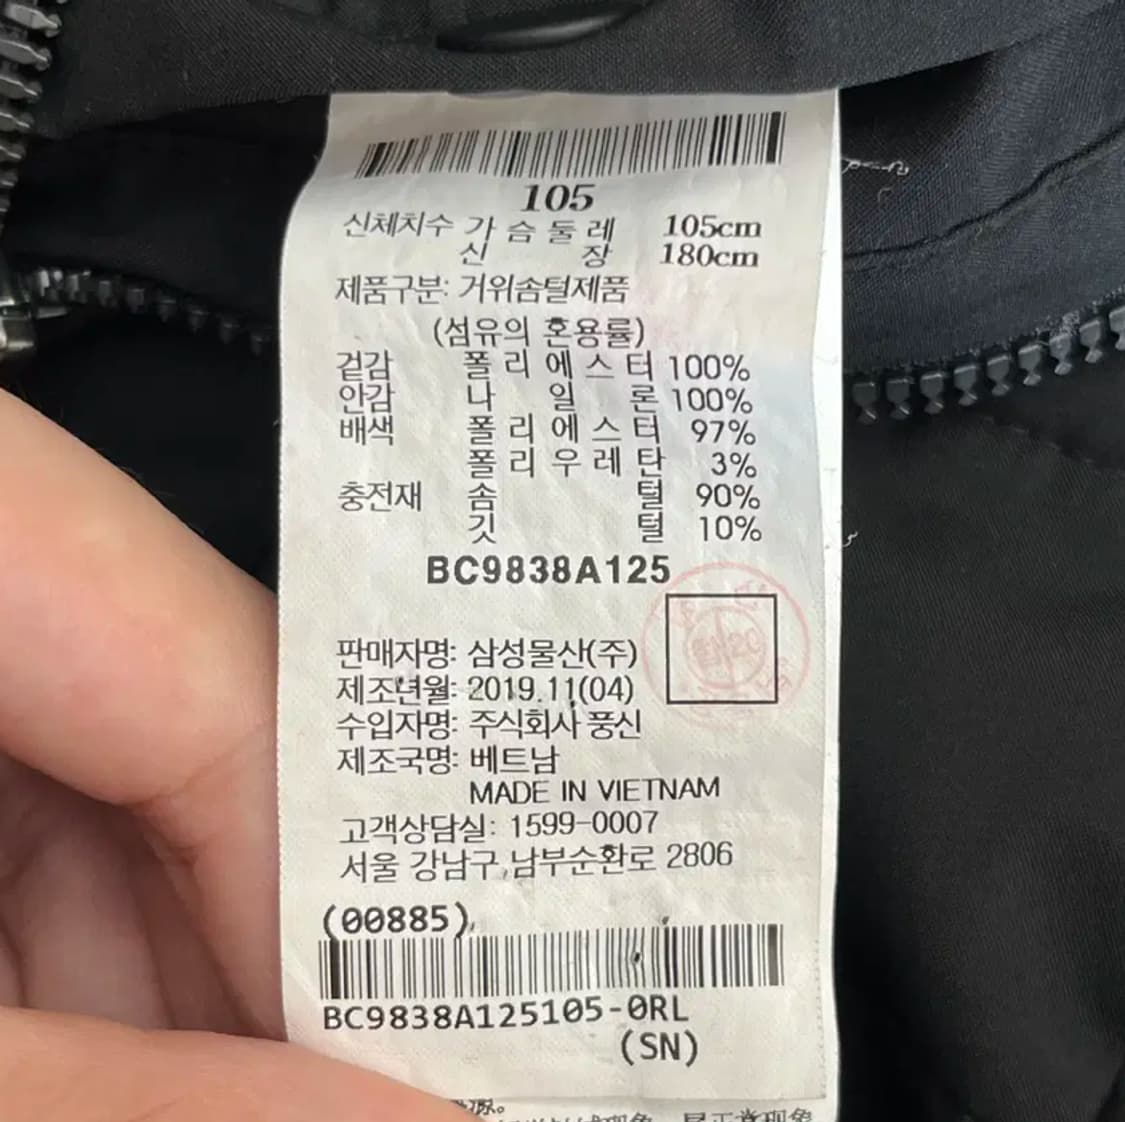 105
신체치수 가슴둘레 105cm
신장 180cm
제품구분: 거위솜털제품
(섬유의 혼용률)
겉감 폴리에스터 100%
안감 나일론 100%
배색 폴리에스터 97%
폴리우레탄 3%
충전재 솜털 90%
깃털 10%
BC9838A125
판매자명: 삼성물산(주)
제조년월: 2019.11(04)
수입자명: 주식회사 풍신
제조국명: 베트남
MADE IN VIETNAM
고객상담실: 1599-0007
서울 강남구,남부순환로 2806
(00885)
BC9838A125105-0RL
(SN)